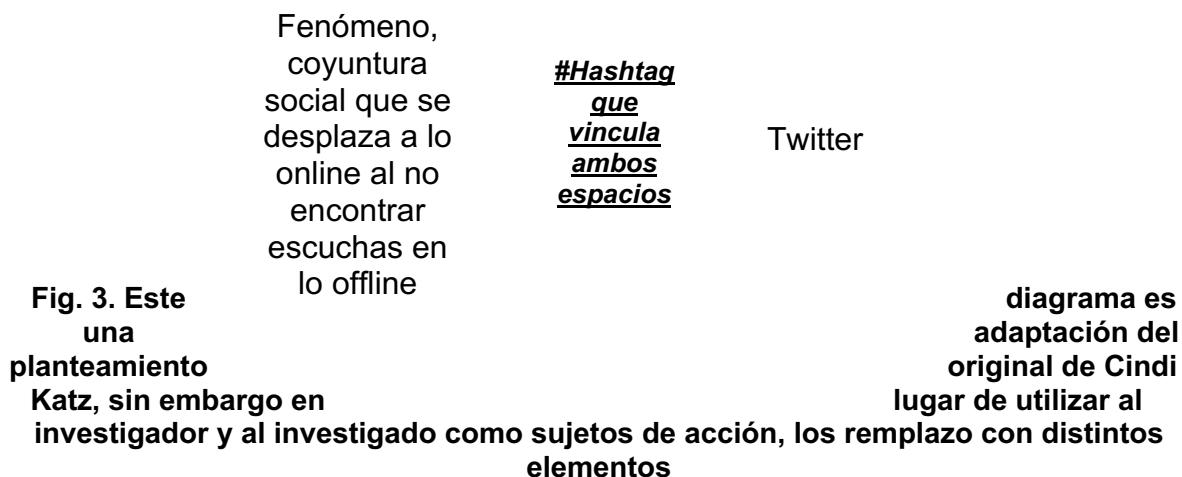 Fenómeno,
coyuntura
social que se
desplaza a lo
online al no
encontrar
escuchas en
lo offline
#Hashtag
que
vincula
ambos
espacios
Twitter
Fig. 3. Este diagrama es
una adaptación del
planteamiento original de Cindi
Katz, sin embargo en lugar de utilizar al
investigador y al investigado como sujetos de acción, los remplazo con distintos
elementos